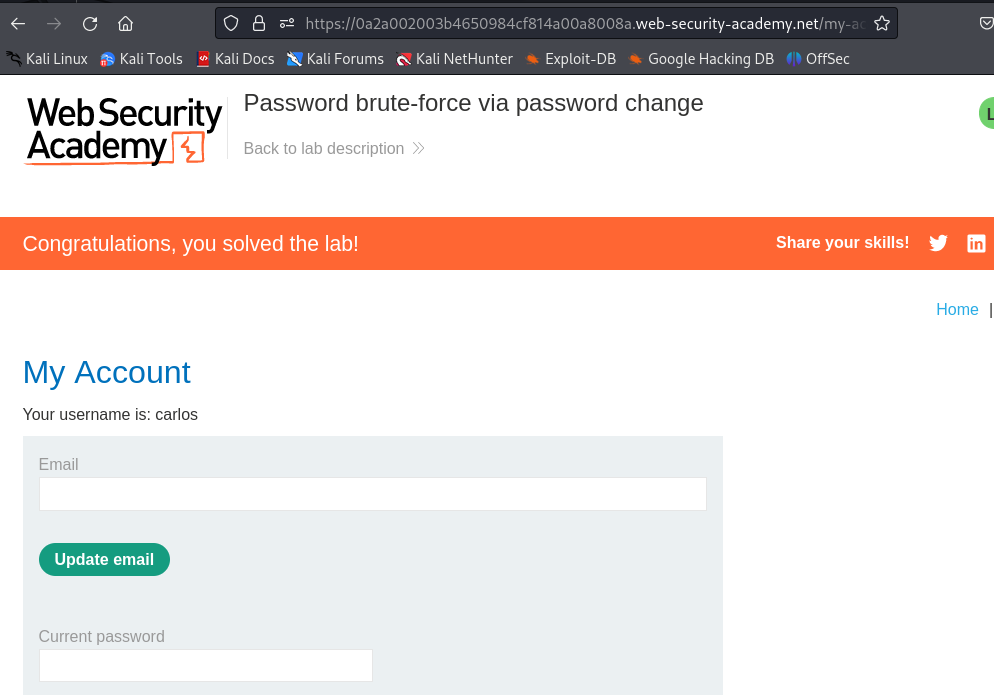 https://0a2a002003b4650984cf814a00a8008a.web-security-academy.net/my-ac
Kali Linux Kali Tools Kali Docs Kali Forums Kali NetHunter Exploit-DB Google Hacking DB OffSec
Web Security Academy
Password brute-force via password change
Back to lab description
L
Congratulations, you solved the lab! Share your skills!
Home |
My Account
Your username is: carlos
Email
Update email
Current password